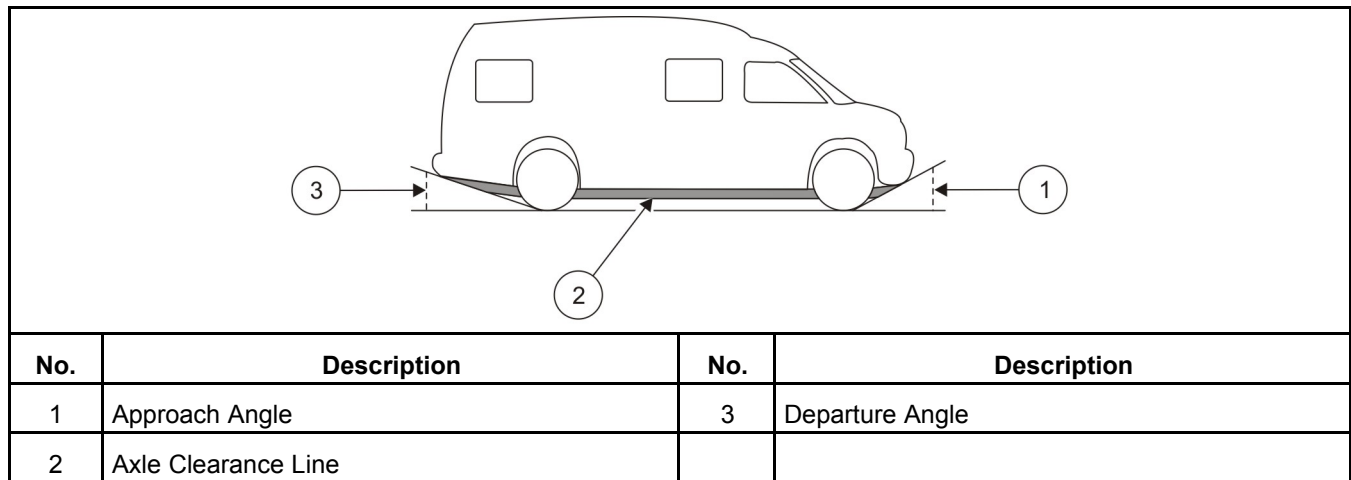 3
1
2
No. Description No. Description
1 Approach Angle 3 Departure Angle
2 Axle Clearance Line